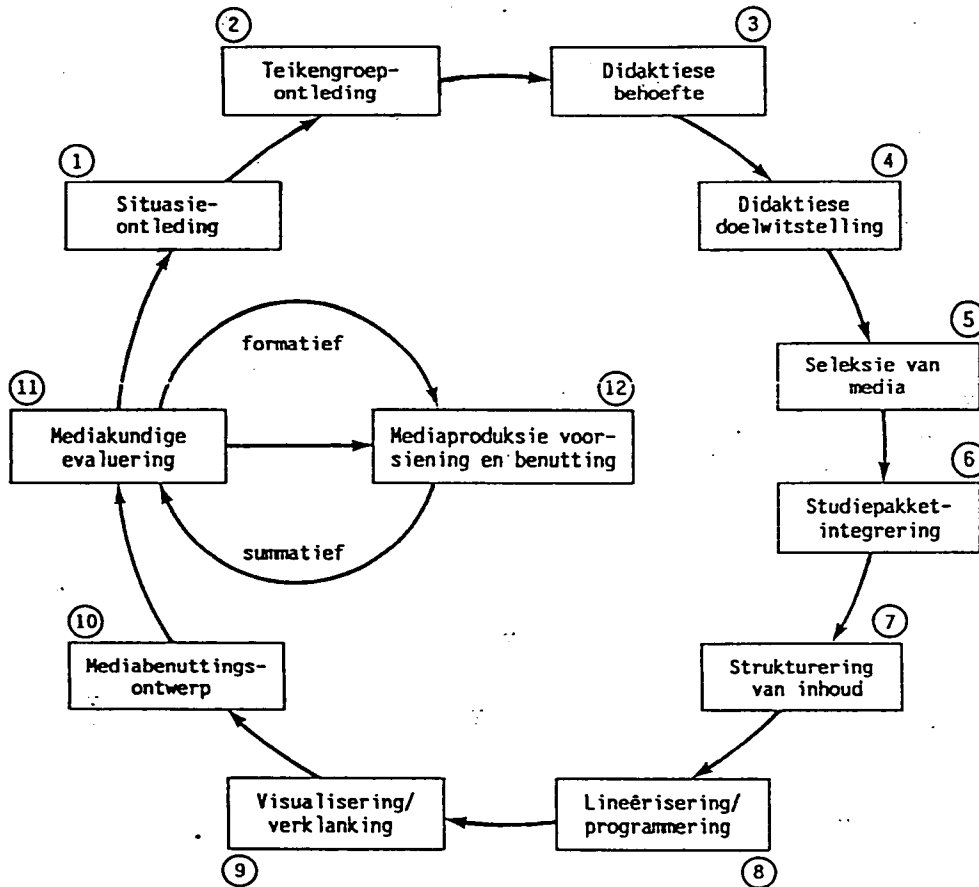 2
Teikengroep-
ontleding
3
Didaktiese
behoefte
1
Situasie-
ontleding
4
Didaktiese
doelwitstelling
5
Seleksie van
media
formatief
11
Mediakundige
evaluering
12
Mediaproduksie voor-
siening en benutting
6
Studiepakket-
integrering
summatief
10
Mediabenuttings-
ontwerp
7
Strukturering
van inhoud
Visualisering/
verklanking
9
Lineêrisering/
programmering
8